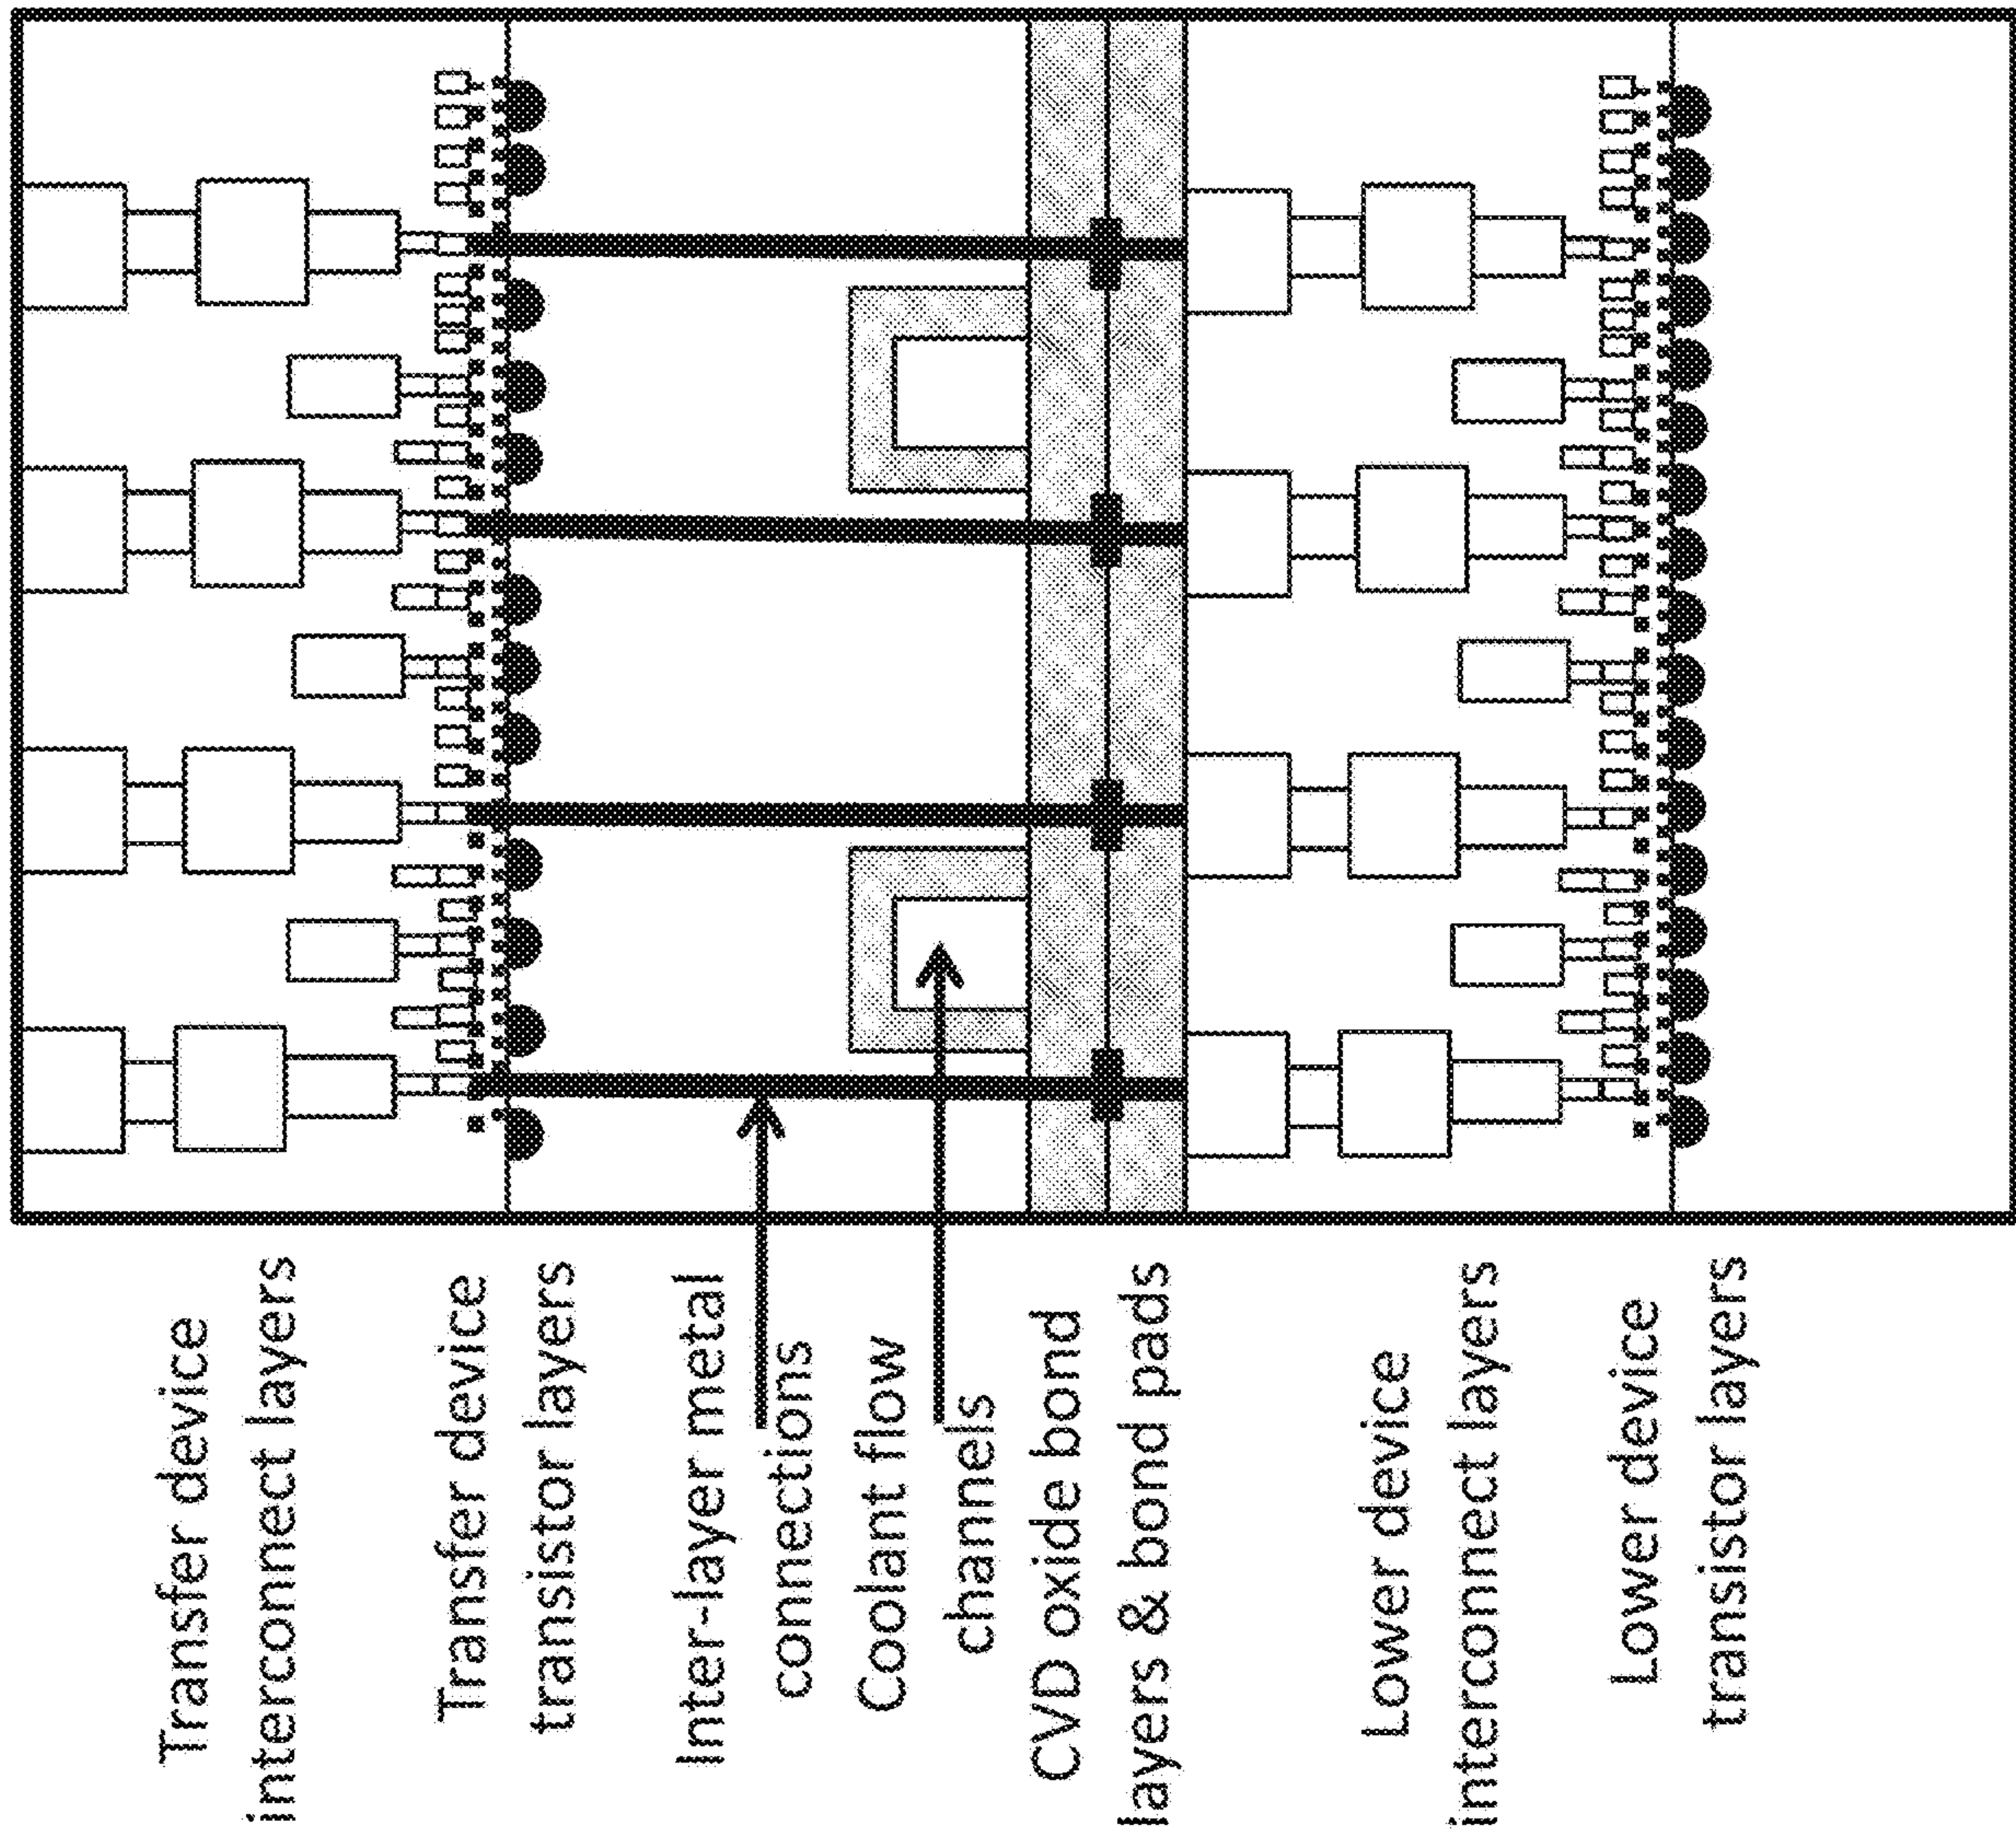 Transfer device
interconnect layers
Transfer device
transistor layers
Inter-layer metal
connections
Coolant flow
channels
CVD oxide bond
layers & bond pads
Lower device
interconnect layers
Lower device
transistor layers